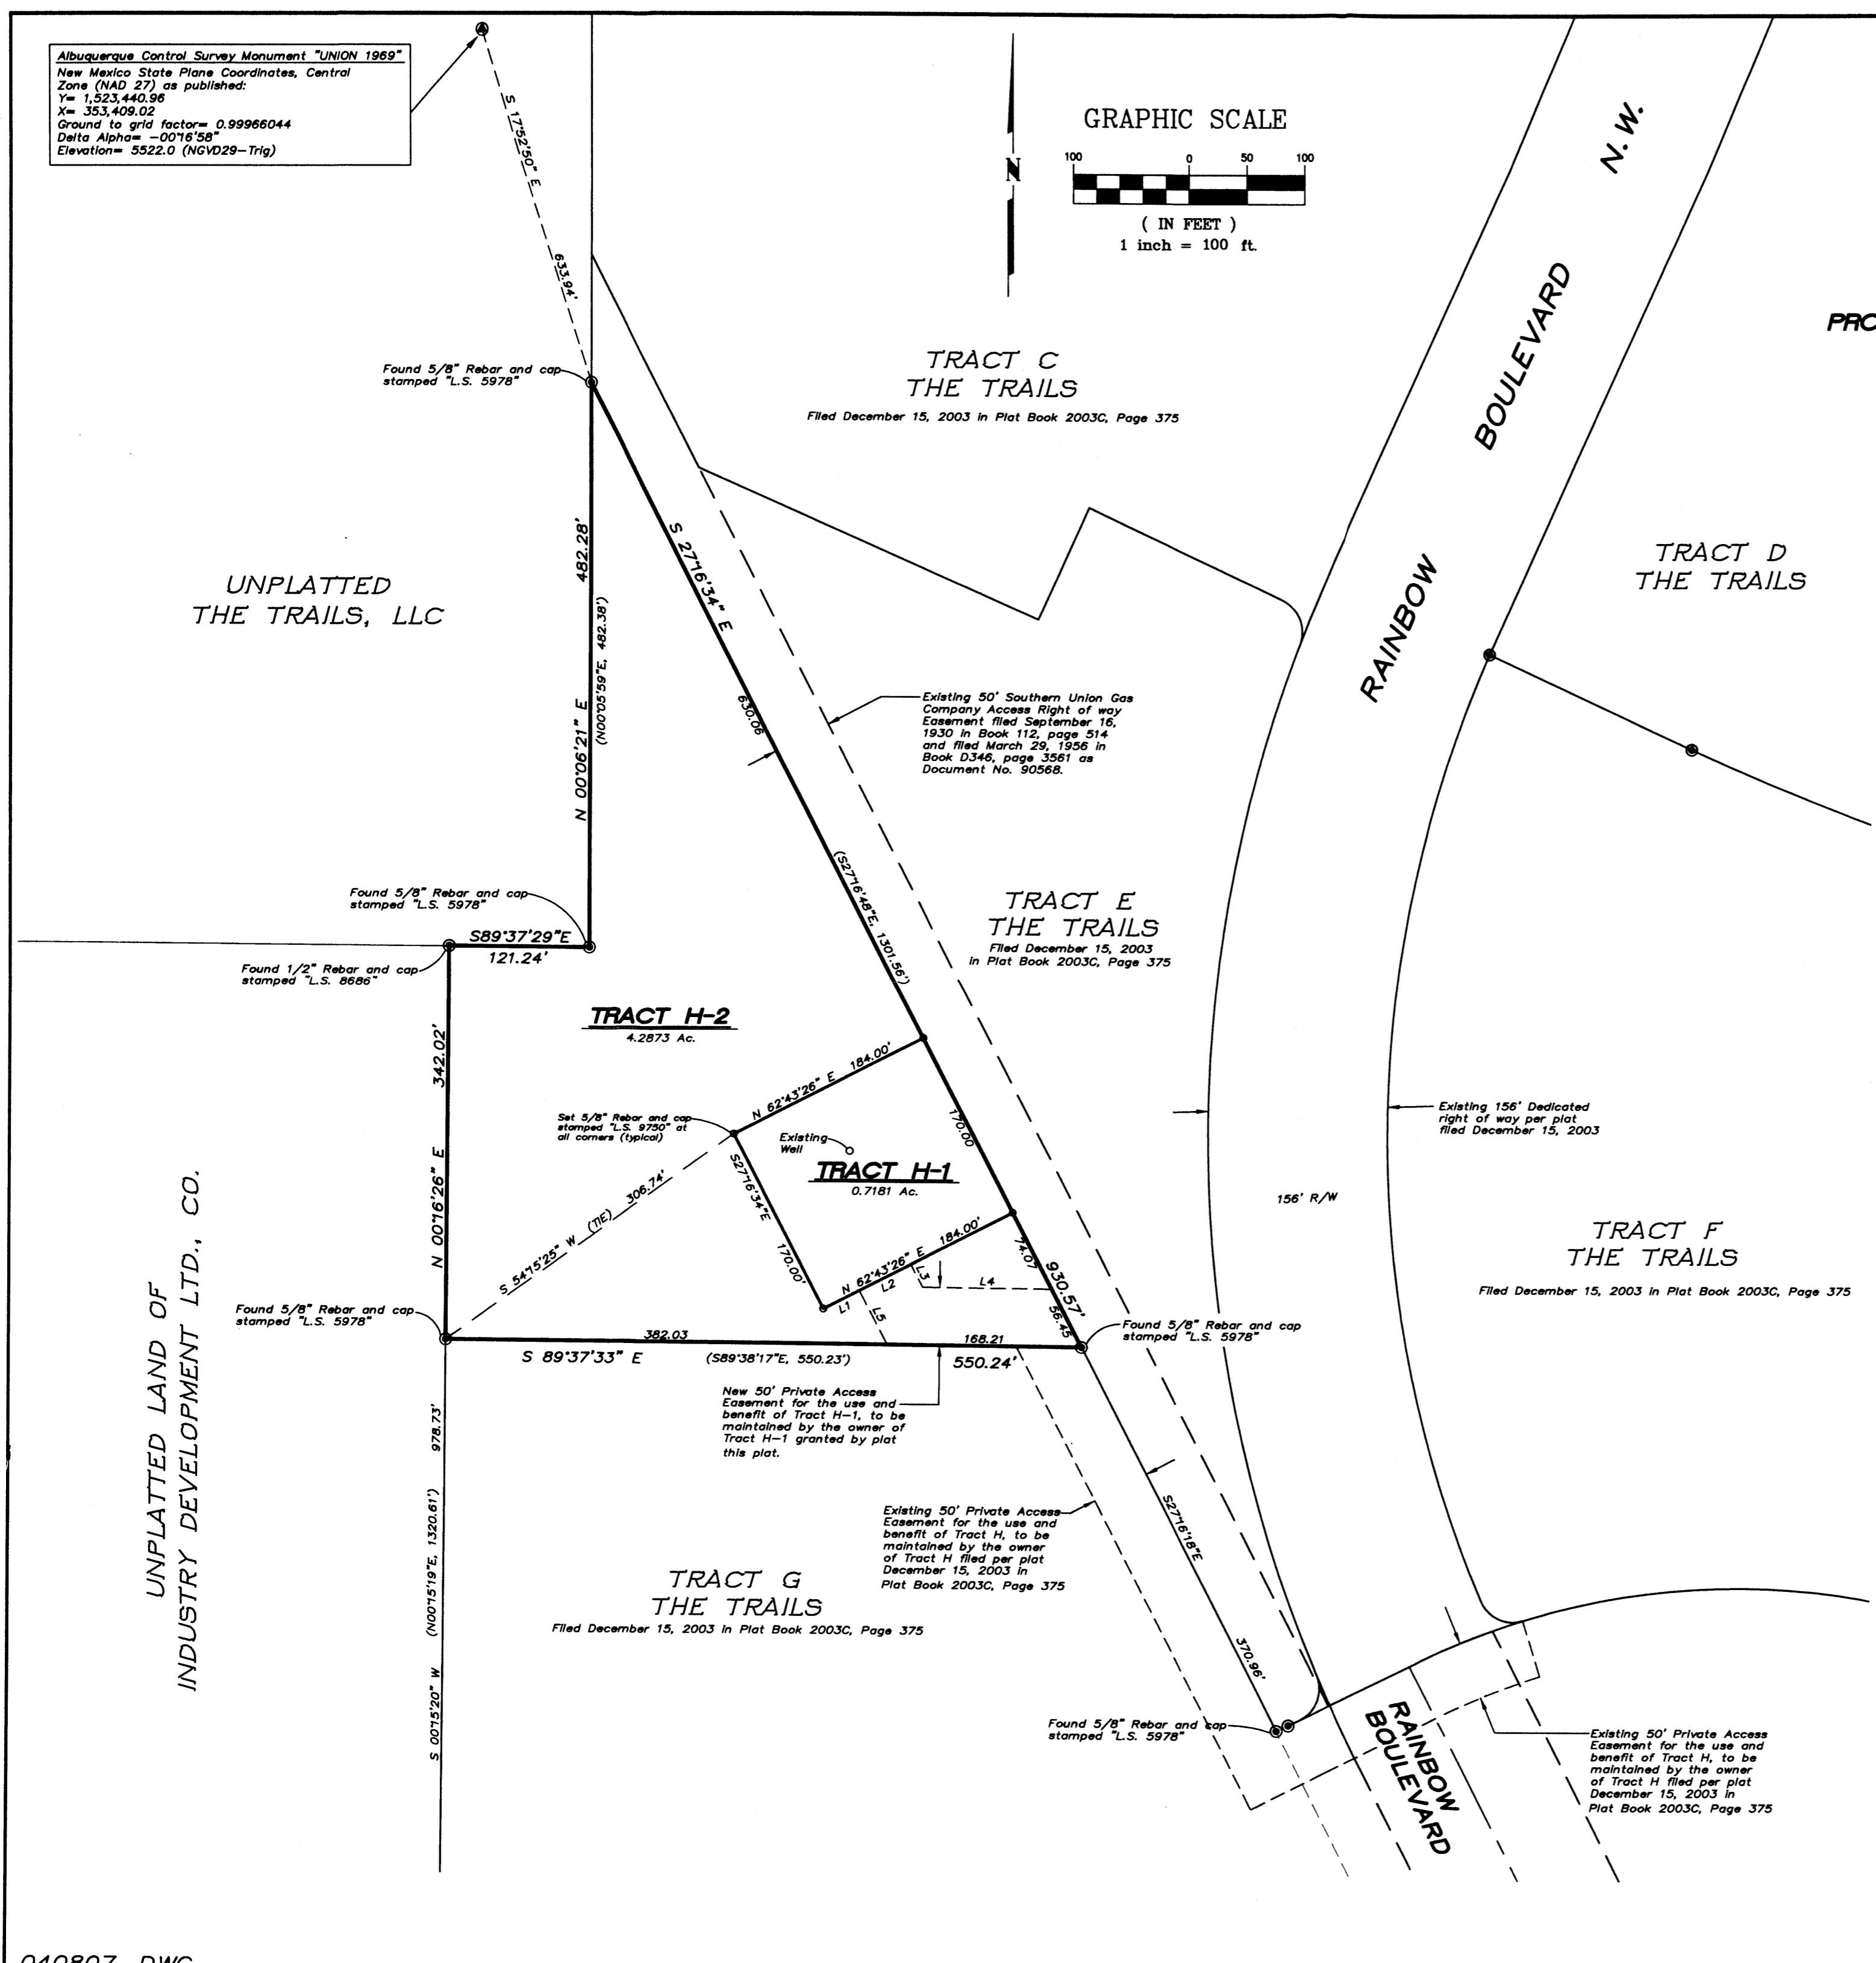 Albuquerque Control Survey Monument "UNION 1969"
New Mexico State Plane Coordinates, Central
Zone (NAD 27) as published:
Y= 1,523,440.96
X= 353,409.02
Ground to grid factor= 0.99966044
Delta Alpha= -00°16'58"
Elevation= 5522.0 (NGVD29-Trig)
S 17°52'50" E
633.94'
N
GRAPHIC SCALE
100 0 50 100
( IN FEET )
1 inch = 100 ft.
N.W.
BOULEVARD
RAINBOW
PRO
Found 5/8" Rebar and cap
stamped "L.S. 5978"
TRACT C
THE TRAILS
Filed December 15, 2003 in Plat Book 2003C, Page 375
UNPLATTED
THE TRAILS, LLC
482.28'
N 00°06'21" E
(N00°05'59"E, 482.38')
S 27°16'34" E
630.06
(S27°16'48"E, 1301.56')
TRACT D
THE TRAILS
Existing 50' Southern Union Gas
Company Access Right of way
Easement filed September 16,
1930 in Book 112, page 514
and filed March 29, 1956 in
Book D346, page 3561 as
Document No. 90568.
Found 5/8" Rebar and cap
stamped "L.S. 5978"
TRACT E
THE TRAILS
Filed December 15, 2003
in Plat Book 2003C, Page 375
S89°37'29"E
121.24'
Found 1/2" Rebar and cap
stamped "L.S. 8686"
TRACT H-2
4.2873 Ac.
342.02'
N 00°16'26" E
N 62°43'26" E 184.00'
Set 5/8" Rebar and cap
stamped "L.S. 9750" at
all corners (typical)
Existing
Well
170.00
TRACT H-1
0.7181 Ac.
S27°16'34"E
170.00'
S 54°15'25" W (TIE) 306.74'
N 62°43'26" E 184.00'
L1
L2
L3
L4
L5
74.07
930.57'
56.45
Existing 156' Dedicated
right of way per plat
filed December 15, 2003
156' R/W
TRACT F
THE TRAILS
Filed December 15, 2003 in Plat Book 2003C, Page 375
UNPLATTED LAND OF
INDUSTRY DEVELOPMENT LTD., CO.
Found 5/8" Rebar and cap
stamped "L.S. 5978"
382.03
168.21
S 89°37'33" E
(S89°38'17"E, 550.23')
550.24'
Found 5/8" Rebar and cap
stamped "L.S. 5978"
New 50' Private Access
Easement for the use and
benefit of Tract H-1, to be
maintained by the owner of
Tract H-1 granted by plat
this plat.
978.73'
(N00°15'19"E, 1320.61')
S 00°15'20" W
Existing 50' Private Access
Easement for the use and
benefit of Tract H, to be
maintained by the owner
of Tract H filed per plat
December 15, 2003 in
Plat Book 2003C, Page 375
S27°16'18"E
370.96'
TRACT G
THE TRAILS
Filed December 15, 2003 in Plat Book 2003C, Page 375
Found 5/8" Rebar and cap
stamped "L.S. 5978"
RAINBOW
BOULEVARD
Existing 50' Private Access
Easement for the use and
benefit of Tract H, to be
maintained by the owner
of Tract H filed per plat
December 15, 2003 in
Plat Book 2003C, Page 375